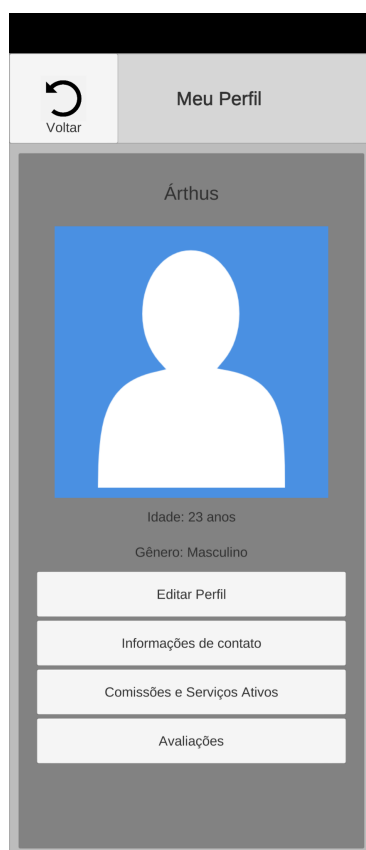 Voltar
Meu Perfil
Árthus
Idade: 23 anos
Gênero: Masculino
Editar Perfil
Informações de contato
Comissões e Serviços Ativos
Avaliações